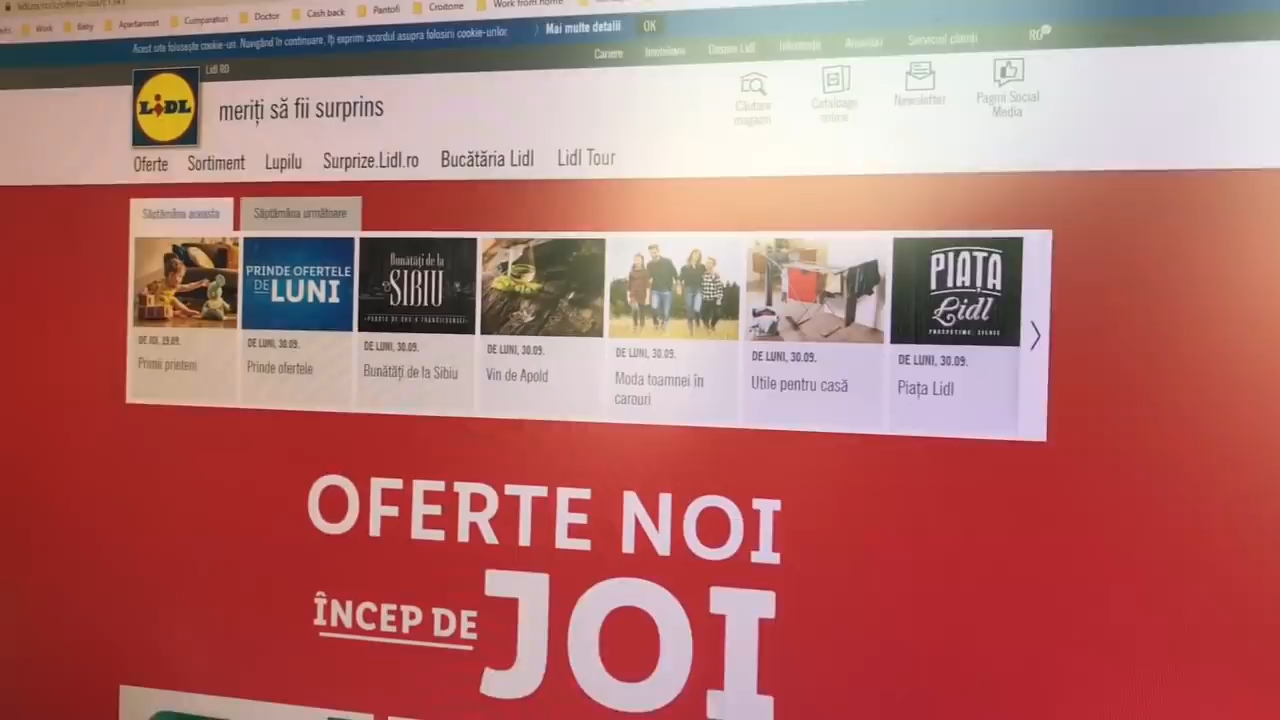 Work
Baby
Apartament
Cumparaturi
Doctor
Cash back
Pantofi
Croitorie
Work from home
Acest site folosește cookie-uri. Navigând în continuare, îți exprimi acordul asupra folosirii cookie-urilor.
Mai multe detalii
OK
Cariere
Imobiliare
Despre Lidl
Informații
Anunțuri
Serviciul clienți
RO
Lidl RO
LIDL
meriți să fii surprins
Căutare magazin
Cataloage online
Newsletter
Pagini Social
Media
Oferte Sortiment Lupilu Surprize.Lidl.ro Bucătăria Lidl Lidl Tour
Săptămâna aceasta
Săptămâna următoare
PRINDE OFERTELE
DE LUNI
Bunătăți de la
SIBIU
PIAȚA
Lidl
DE JOI, 19.09.
Primii prieteni
DE LUNI, 30.09.
Prinde ofertele
DE LUNI, 30.09.
Bunătăți de la Sibiu
DE LUNI, 30.09.
Vin de Apold
DE LUNI, 30.09.
Moda toamnei în
carouri
DE LUNI, 30.09.
Utile pentru casă
DE LUNI, 30.09.
Piața Lidl
OFERTE NOI
ÎNCEP DE
JOI